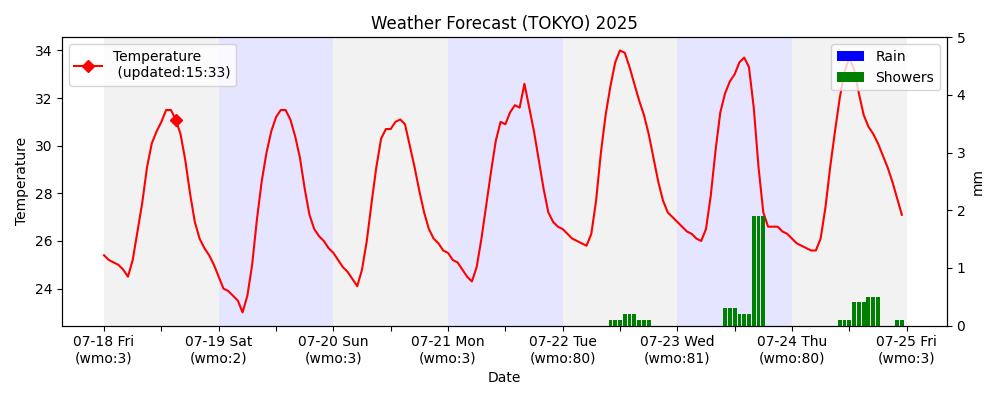 Weather Forecast (TOKYO) 2025
Temperature
(updated:15:33)
Rain
Showers
Temperature
34
32
30
28
26
24
5
4
3
2
1
0
mm
07-18 Fri
(wmo:3)
07-19 Sat
(wmo:2)
07-20 Sun
(wmo:3)
07-21 Mon
(wmo:3)
07-22 Tue
(wmo:80)
07-23 Wed
(wmo:81)
07-24 Thu
(wmo:80)
07-25 Fri
(wmo:3)
Date